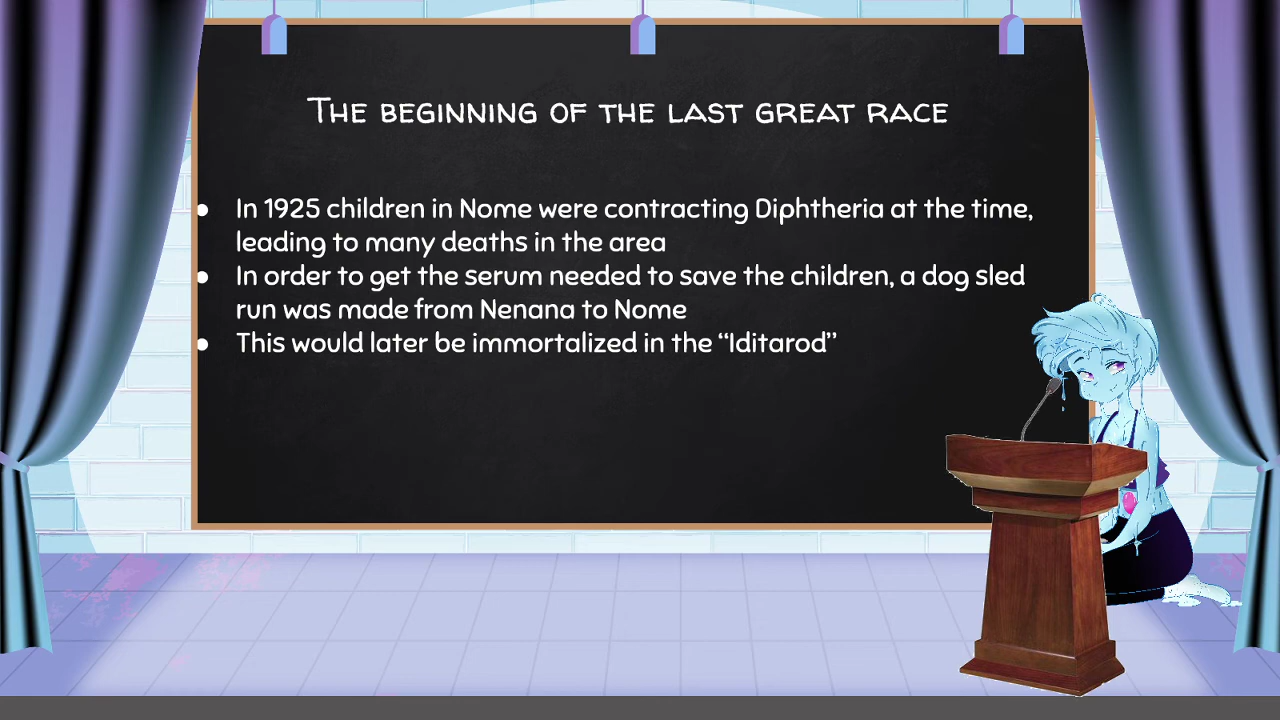 The beginning of the last great race
● In 1925 children in Nome were contracting Diphtheria at the time,
leading to many deaths in the area
● In order to get the serum needed to save the children, a dog sled
run was made from Nenana to Nome
● This would later be immortalized in the “Iditarod”